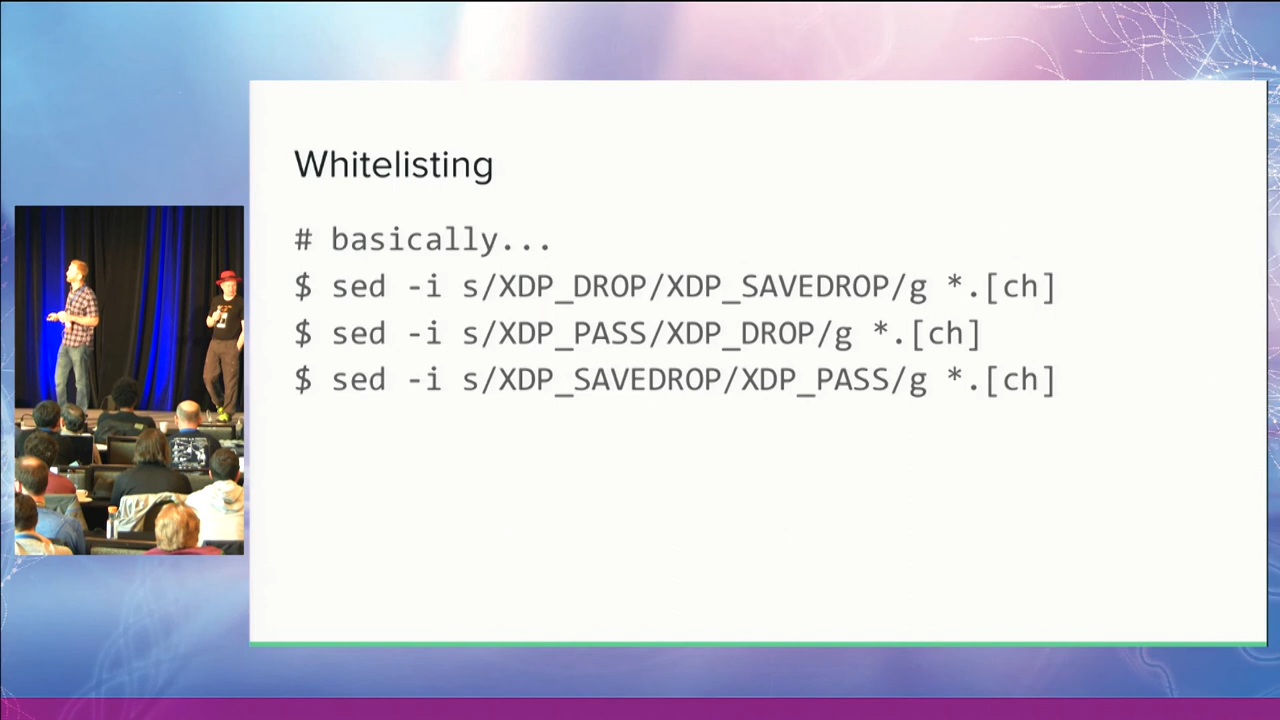 Whitelisting
# basically...
$ sed -i s/XDP_DROP/XDP_SAVEDROP/g *.[ch]
$ sed -i s/XDP_PASS/XDP_DROP/g *.[ch]
$ sed -i s/XDP_SAVEDROP/XDP_PASS/g *.[ch]